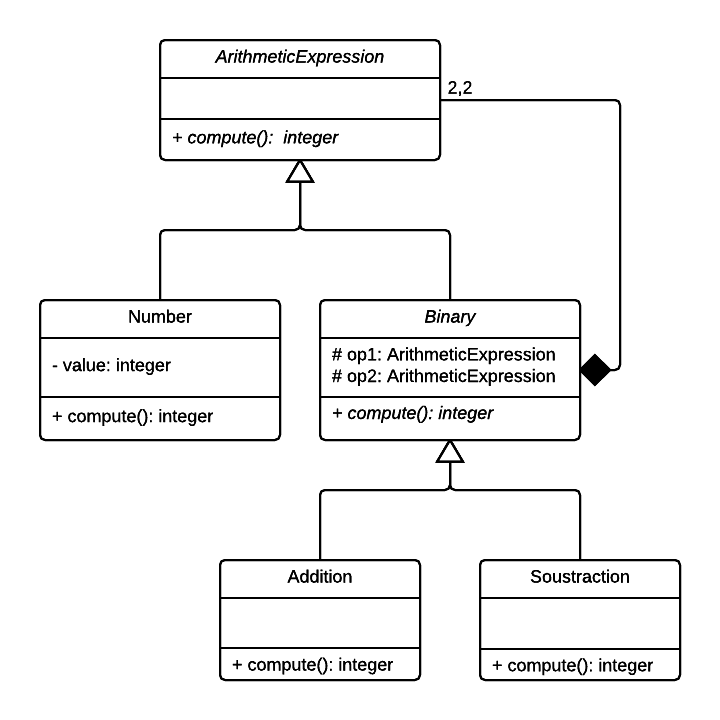 ArithmeticExpression
2,2
+ compute(): integer
Number
- value: integer
+ compute(): integer
Binary
# op1: ArithmeticExpression
# op2: ArithmeticExpression
+ compute(): integer
Addition
+ compute(): integer
Soustraction
+ compute(): integer